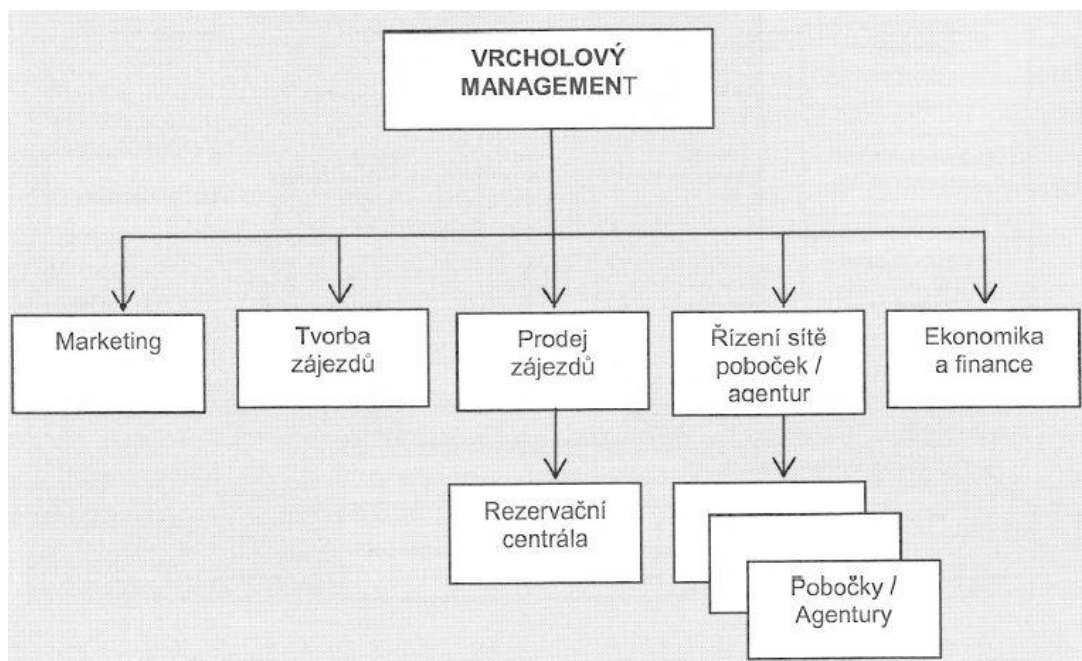 VRCHOLOVÝ
MANAGEMENT
Marketing
Tvorba
zájezdů
Prodej
zájezdů
Řízení sítě
poboček /
agentur
Ekonomika
a finance
Rezervační
centrála
Pobočky /
Agentury